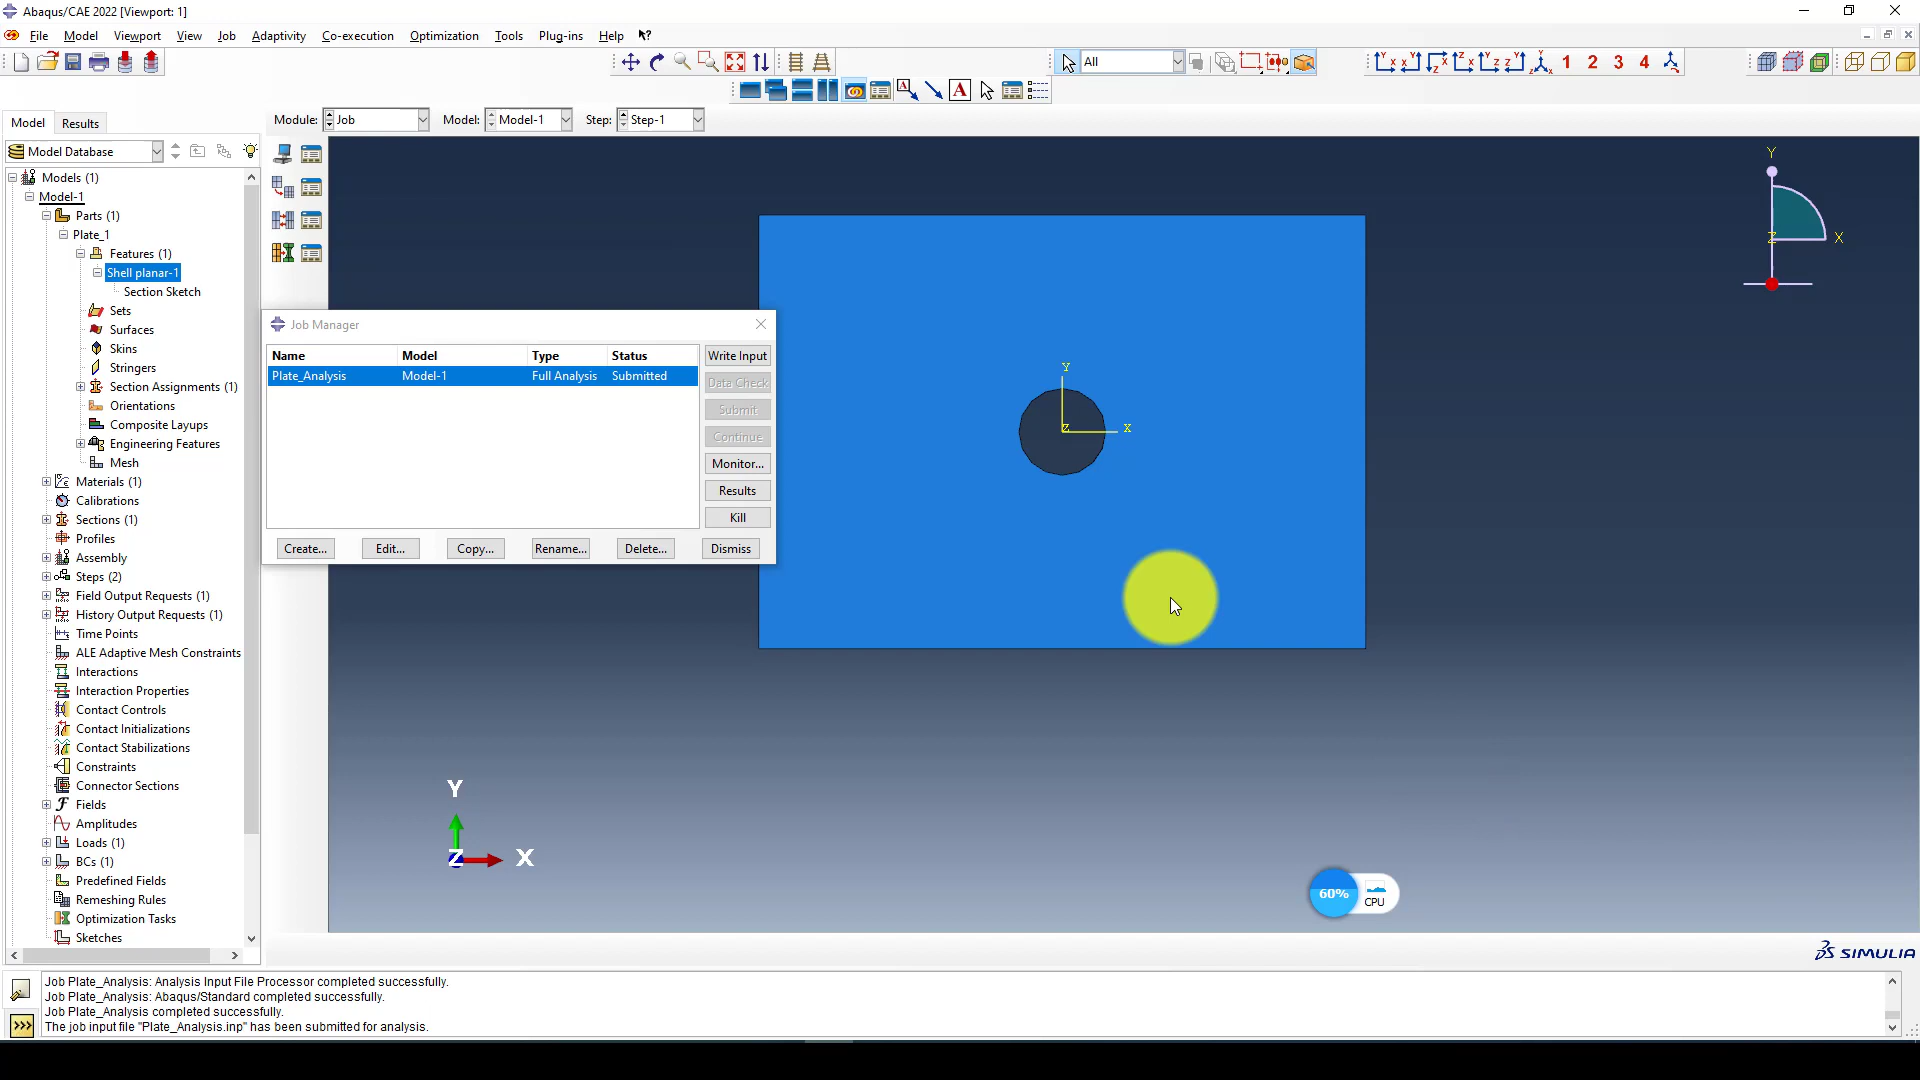 Abaqus/CAE 2022 [Viewport: 1]
File Model Viewport View Job Adaptivity Co-execution Optimization Tools Plug-ins Help
All
1 2 3 4
Model Results
Module: Job Model: Model-1 Step: Step-1
Model Database
Models (1)
Model-1
Parts (1)
Plate_1
Features (1)
Shell planar-1
Section Sketch
Sets
Surfaces
Skins
Stringers
Section Assignments (1)
Orientations
Composite Layups
Engineering Features
Mesh
Materials (1)
Calibrations
Sections (1)
Profiles
Assembly
Steps (2)
Field Output Requests (1)
History Output Requests (1)
Time Points
ALE Adaptive Mesh Constraints
Interactions
Interaction Properties
Contact Controls
Contact Initializations
Contact Stabilizations
Constraints
Connector Sections
Fields
Amplitudes
Loads (1)
BCs (1)
Predefined Fields
Remeshing Rules
Optimization Tasks
Sketches
Job Manager
Name Model Type Status
Plate_Analysis Model-1 Full Analysis Submitted
Write Input
Data Check
Submit
Continue
Monitor...
Results
Kill
Create... Edit... Copy... Rename... Delete... Dismiss
Y
Z X
Y
Z X
Y
Z X
60% CPU
SIMULIA
Job Plate_Analysis: Analysis Input File Processor completed successfully.
Job Plate_Analysis: Abaqus/Standard completed successfully.
Job Plate_Analysis completed successfully.
The job input file "Plate_Analysis.inp" has been submitted for analysis.